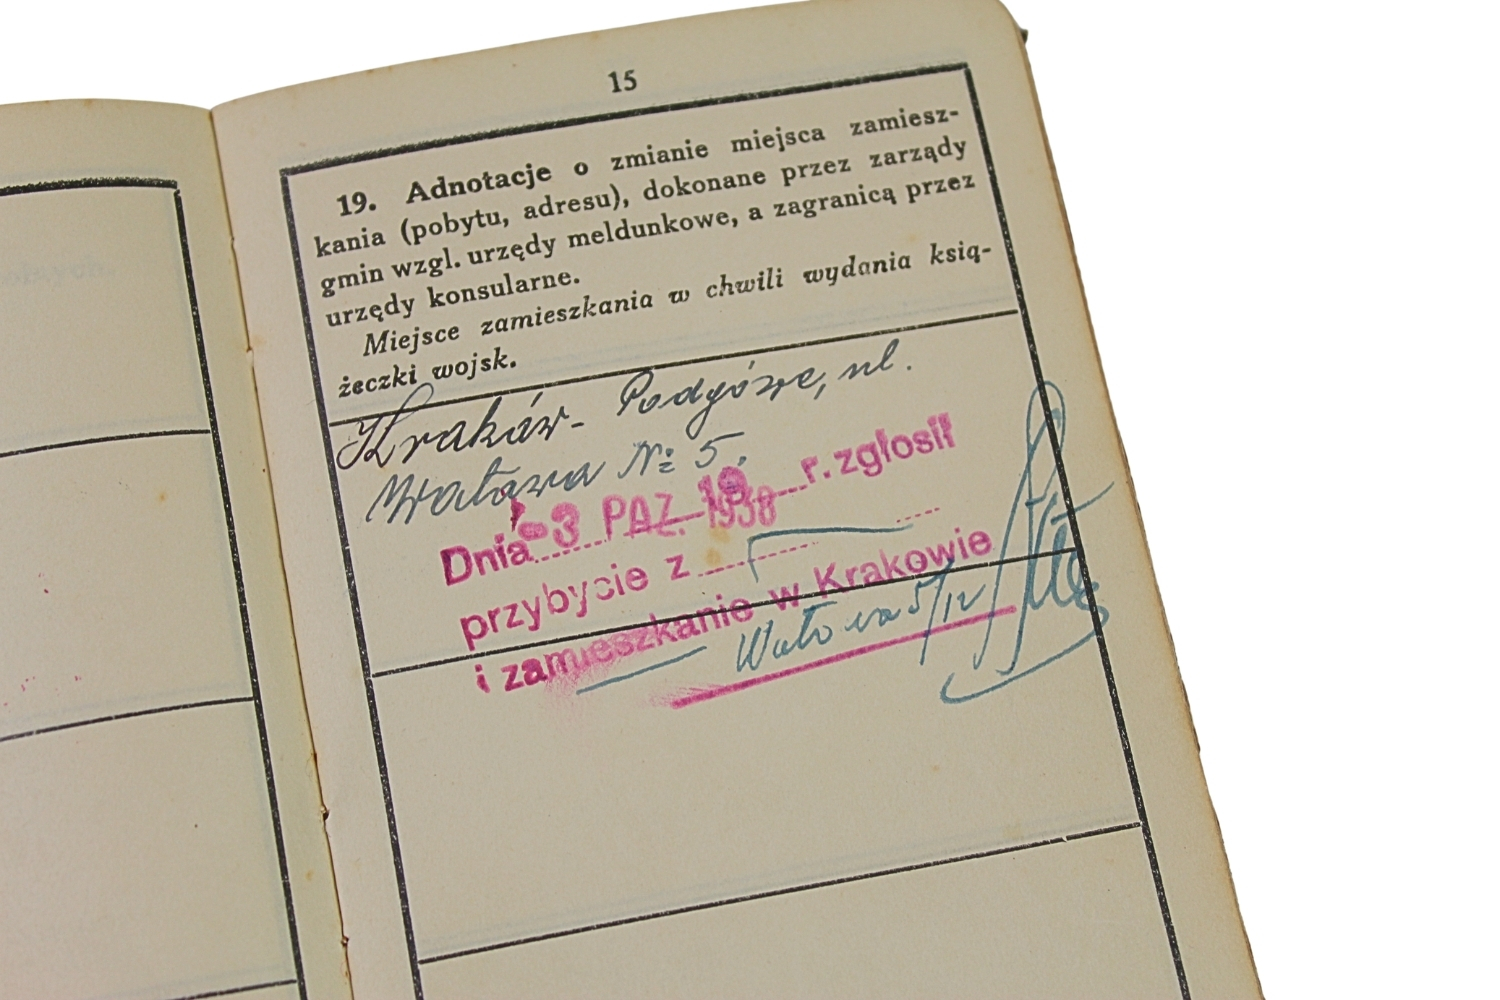 15
19. Adnotacje o zmianie miejsca zamiesz-
kania (pobytu, adresu), dokonane przez zarządy
gmin wzgl. urzędy meldunkowe, a zagranicą przez
urzędy konsularne.
Miejsce zamieszkania w chwili wydania ksią-
żeczki wojsk.
Kraków- Podgórze, ul.
Wałowa № 5.
Dnia -3 PAŹ. 1938 r. zgłosił
przybycie z
i zamieszkanie w Krakowie
Wałowa 5/12